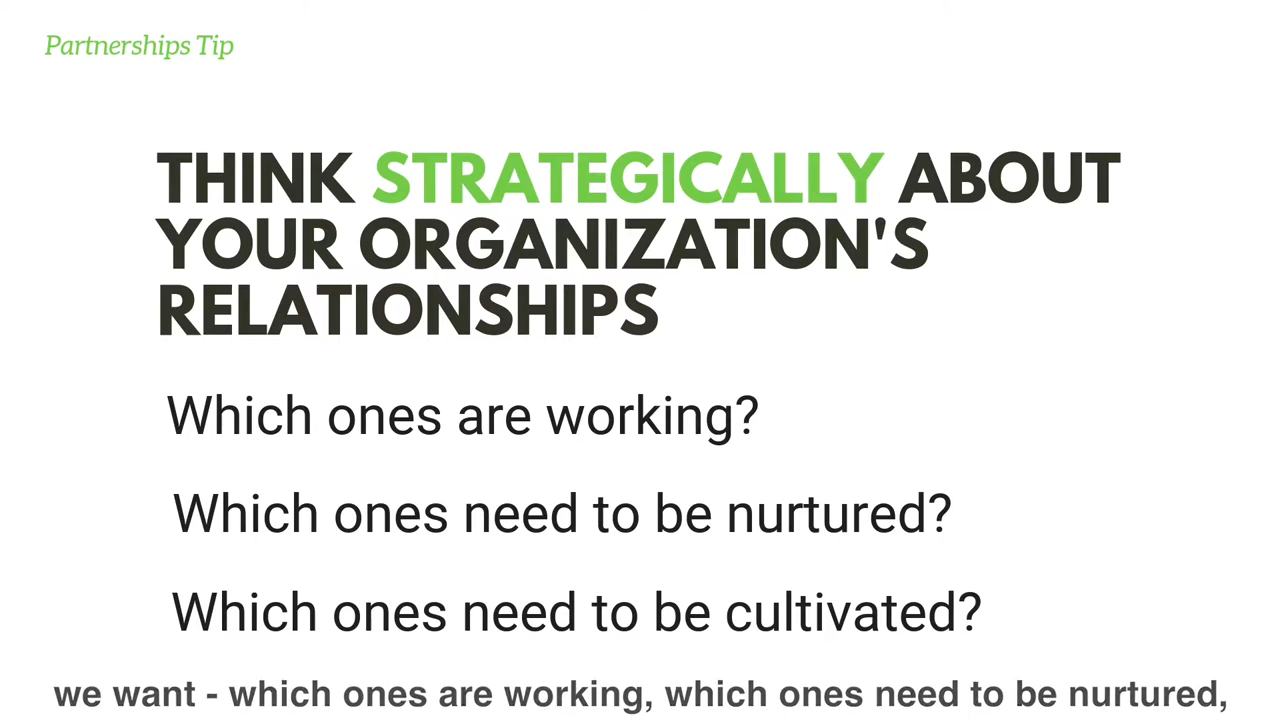 Partnerships Tip
THINK STRATEGICALLY ABOUT
YOUR ORGANIZATION'S
RELATIONSHIPS
Which ones are working?
Which ones need to be nurtured?
Which ones need to be cultivated?
we want - which ones are working, which ones need to be nurtured,